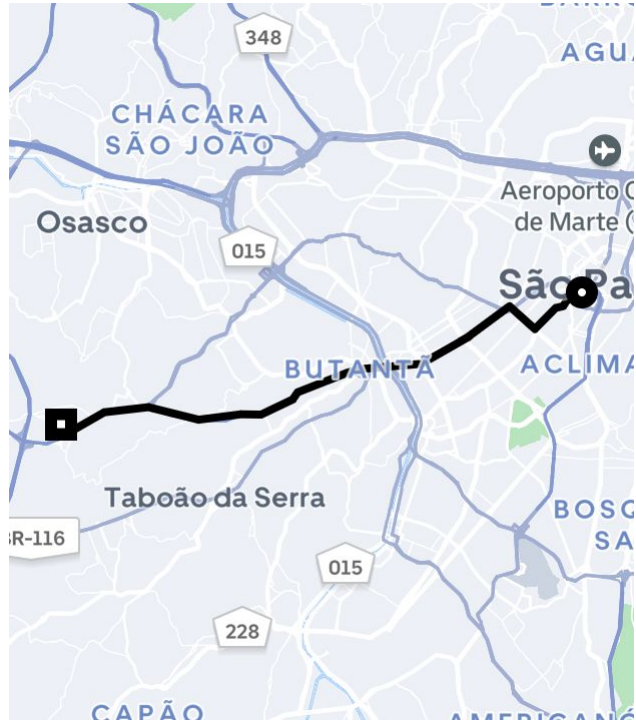 348
AGUA
CHÁCARA
SÃO JOÃO
Aeroporto
de Marte (
Osasco
015
São Pa
BUTANTÃ
ACLIMA
Taboão da Serra
BOSQ
SA
BR-116
015
228
CAPÃO